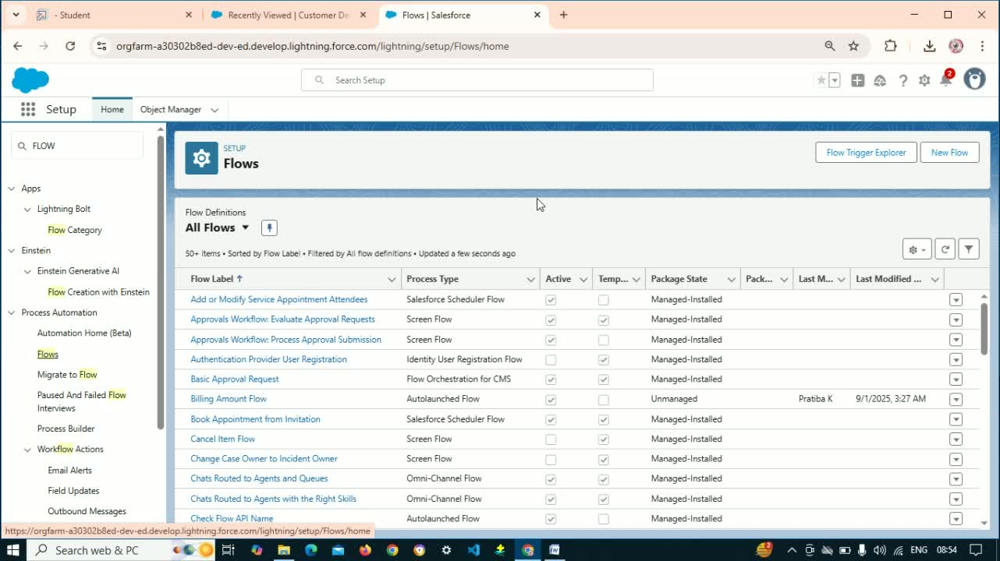 - Student
Recently Viewed | Customer De
Flows | Salesforce
orgfarm-a30302b8ed-dev-ed.develop.lightning.force.com/lightning/setup/Flows/home
Search Setup
2
Setup
Home
Object Manager
FLOW
Apps
Lightning Bolt
Flow Category
Einstein
Einstein Generative AI
Flow Creation with Einstein
Process Automation
Automation Home (Beta)
Flows
Migrate to Flow
Paused And Failed Flow
Interviews
Process Builder
Workflow Actions
Email Alerts
Field Updates
Outbound Messages
SETUP
Flows
Flow Trigger Explorer
New Flow
Flow Definitions
All Flows
50+ items • Sorted by Flow Label • Filtered by All flow definitions • Updated a few seconds ago
Flow Label ↑ Process Type Active Temp... Package State Pack... Last M... Last Modified ...
Add or Modify Service Appointment Attendees Salesforce Scheduler Flow Managed-Installed
Approvals Workflow: Evaluate Approval Requests Screen Flow Managed-Installed
Approvals Workflow: Process Approval Submission Screen Flow Managed-Installed
Authentication Provider User Registration Identity User Registration Flow Managed-Installed
Basic Approval Request Flow Orchestration for CMS Managed-Installed
Billing Amount Flow Autolaunched Flow Unmanaged Pratiba K 9/1/2025, 3:27 AM
Book Appointment from Invitation Salesforce Scheduler Flow Managed-Installed
Cancel Item Flow Screen Flow Managed-Installed
Change Case Owner to Incident Owner Screen Flow Managed-Installed
Chats Routed to Agents and Queues Omni-Channel Flow Managed-Installed
Chats Routed to Agents with the Right Skills Omni-Channel Flow Managed-Installed
Check Flow API Name Autolaunched Flow Managed-Installed
https://orgfarm-a30302b8ed-dev-ed.develop.lightning.force.com/lightning/setup/Flows/home
Search web & PC
ENG
08:54